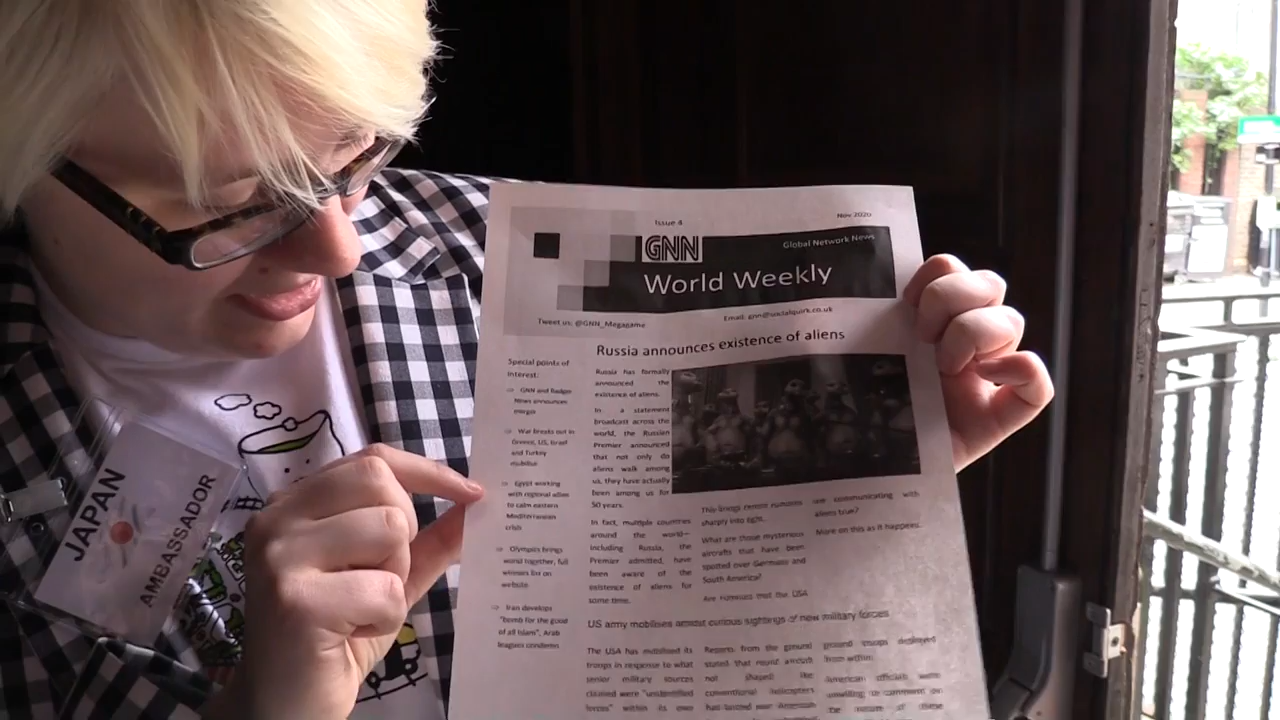 JAPAN
AMBASSADOR
Issue 4
Nov 2020
GNN
Global Network News
World Weekly
Tweet us: @GNN_Megagame
Email: gnn@socialquirk.co.uk
Russia announces existence of aliens
Special points of
interest:
GNN and Badger
News announces
merger
War breaks out in
Greece, US, Israel
and Turkey
mobilise
Egypt working
with regional allies
to calm eastern
Mediterranean
crisis
Olympics brings
world together, full
winners list on
website
Iran develops
"bomb for the good
of all Islam", Arab
leagues condemn
Russia has formally
announced the
existence of aliens.
In a statement
broadcast across the
world, the Russian
Premier announced
that not only do
aliens walk among
us, they have actually
been among us for
50 years.
In fact, multiple countries
around the world—
including Russia, the
Premier admitted, have
been aware of the
existence of aliens for
some time.
This brings certain rumours
sharply into light.
What are those mysterious
aircrafts that have been
spotted over Germany and
South America?
Are rumours that the USA
are communicating with
aliens true?
More on this as it happens.
US army mobilises amidst curious sightings of new military forces
The USA has mobilised its
troops in response to what
senior military sources
claimed were "unidentified
forces" within its own
Reports from the ground
stated that round aircraft
not shaped like
conventional helicopters
has landed near American
ground troops deployed
from within.
American officials were
unwilling to comment on
the nature of these